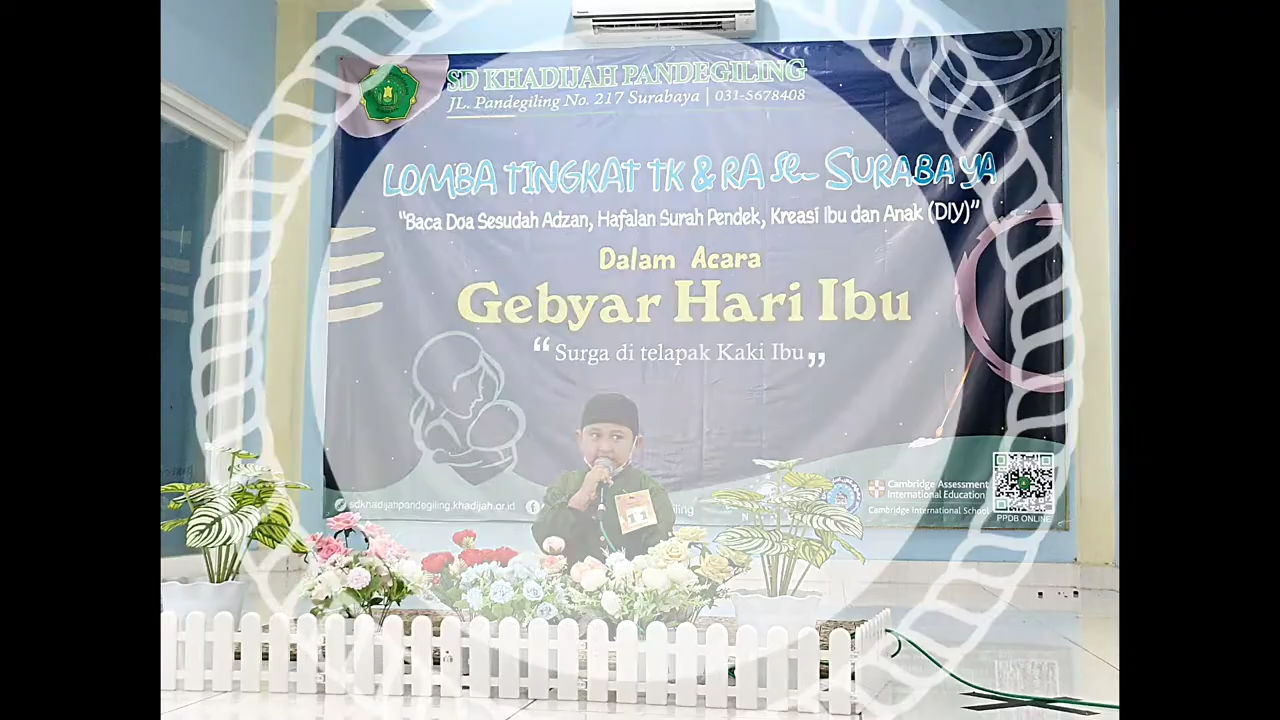 SD KHADIJAH PANDEGILING
JL. Pandegiling No. 217 Surabaya | 031-5678408
LOMBA TINGKAT TK & RA Se- SURABAYA
"Baca Doa Sesudah Adzan, Hafalan Surah Pendek, Kreasi Ibu dan Anak (DIY)"
Dalam Acara
Gebyar Hari Ibu
"Surga di telapak Kaki Ibu"
sdkhadijahpandegiling.khadijah.or.id
Cambridge Assessment
International Education
Cambridge International School
PPDB ONLINE
11